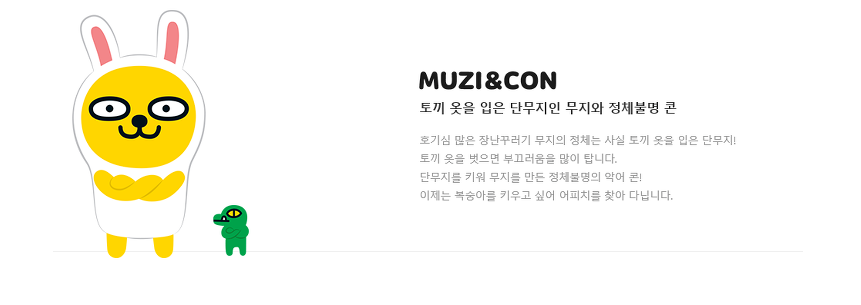 MUZI&CON
토끼 옷을 입은 단무지인 무지와 정체불명 콘
호기심 많은 장난꾸러기 무지의 정체는 사실 토끼 옷을 입은 단무지!
토끼 옷을 벗으면 부끄러움을 많이 탑니다.
단무지를 키워 무지를 만든 정체불명의 악어 콘!
이제는 복숭아를 키우고 싶어 어피치를 찾아 다닙니다.